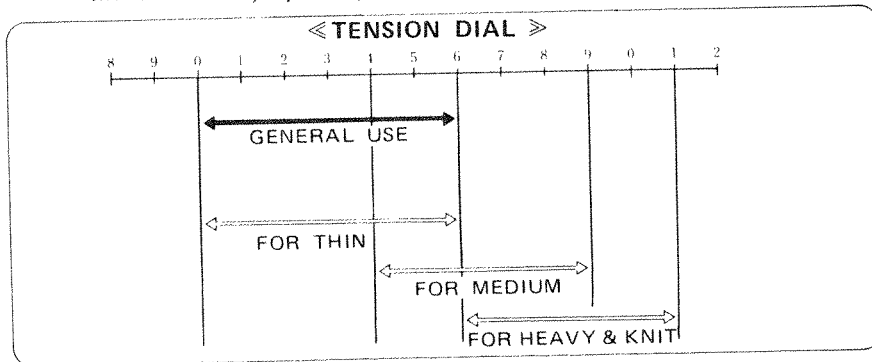 ≪TENSION DIAL≫
8 9 0 1 2 3 4 5 6 7 8 9 0 1 2
GENERAL USE
FOR THIN
FOR MEDIUM
FOR HEAVY & KNIT